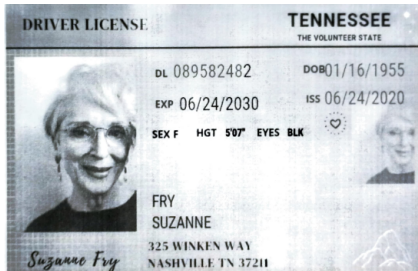 DRIVER LICENSE
TENNESSEE
THE VOLUNTEER STATE
DL 089582482 DOB 01/16/1955
EXP 06/24/2030 ISS 06/24/2020
SEX F HGT 5'07" EYES BLK
FRY
SUZANNE
325 WINKEN WAY
NASHVILLE TN 37211
Suzanne Fry